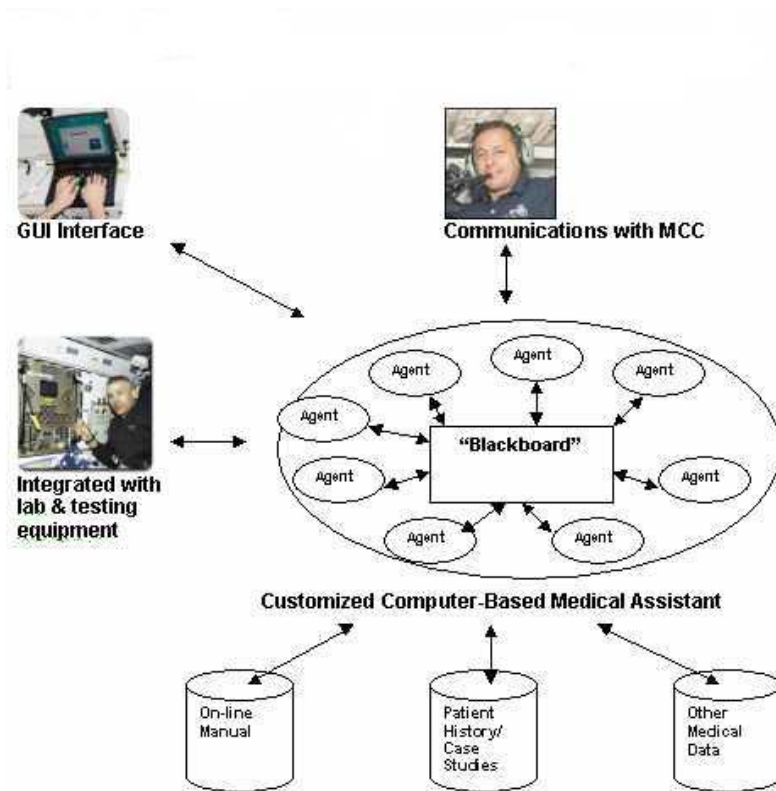 GUI Interface
Communications with MCC
Agent
Agent
Agent
Agent
Agent
Agent
Agent
Agent
“Blackboard”
Integrated with
lab & testing
equipment
Customized Computer-Based Medical Assistant
On-line
Manual
Patient
History/
Case
Studies
Other
Medical
Data